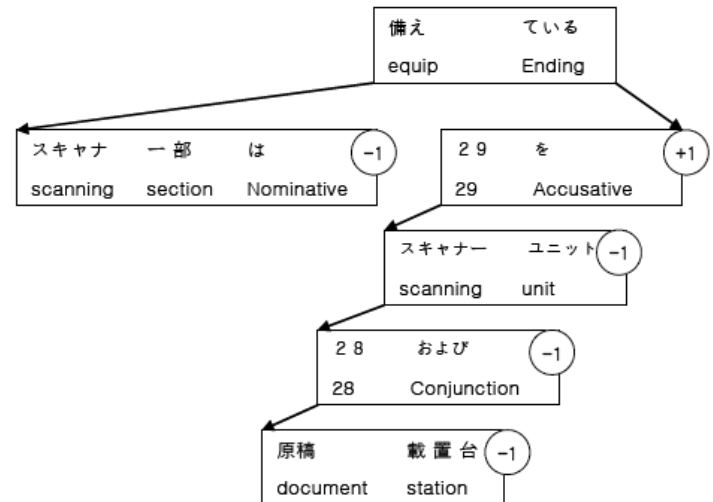 備え ている
equip Ending
スキャナ 一部 は -1
scanning section Nominative
29 を +1
29 Accusative
スキャナー ユニット -1
scanning unit
28 および -1
28 Conjunction
原稿 載置台 -1
document station